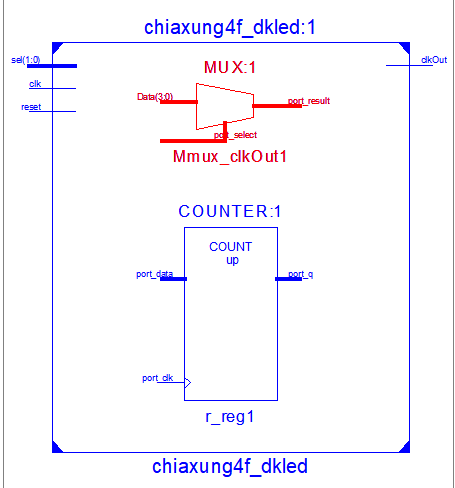 chiaxung4f_dkled:1
sel(1:0)
clk
reset
clkOut
MUX:1
Data(3:0)
port_result
port_select
Mmux_clkOut1
COUNTER:1
COUNT
up
port_data
port_q
port_clk
r_reg1
chiaxung4f_dkled